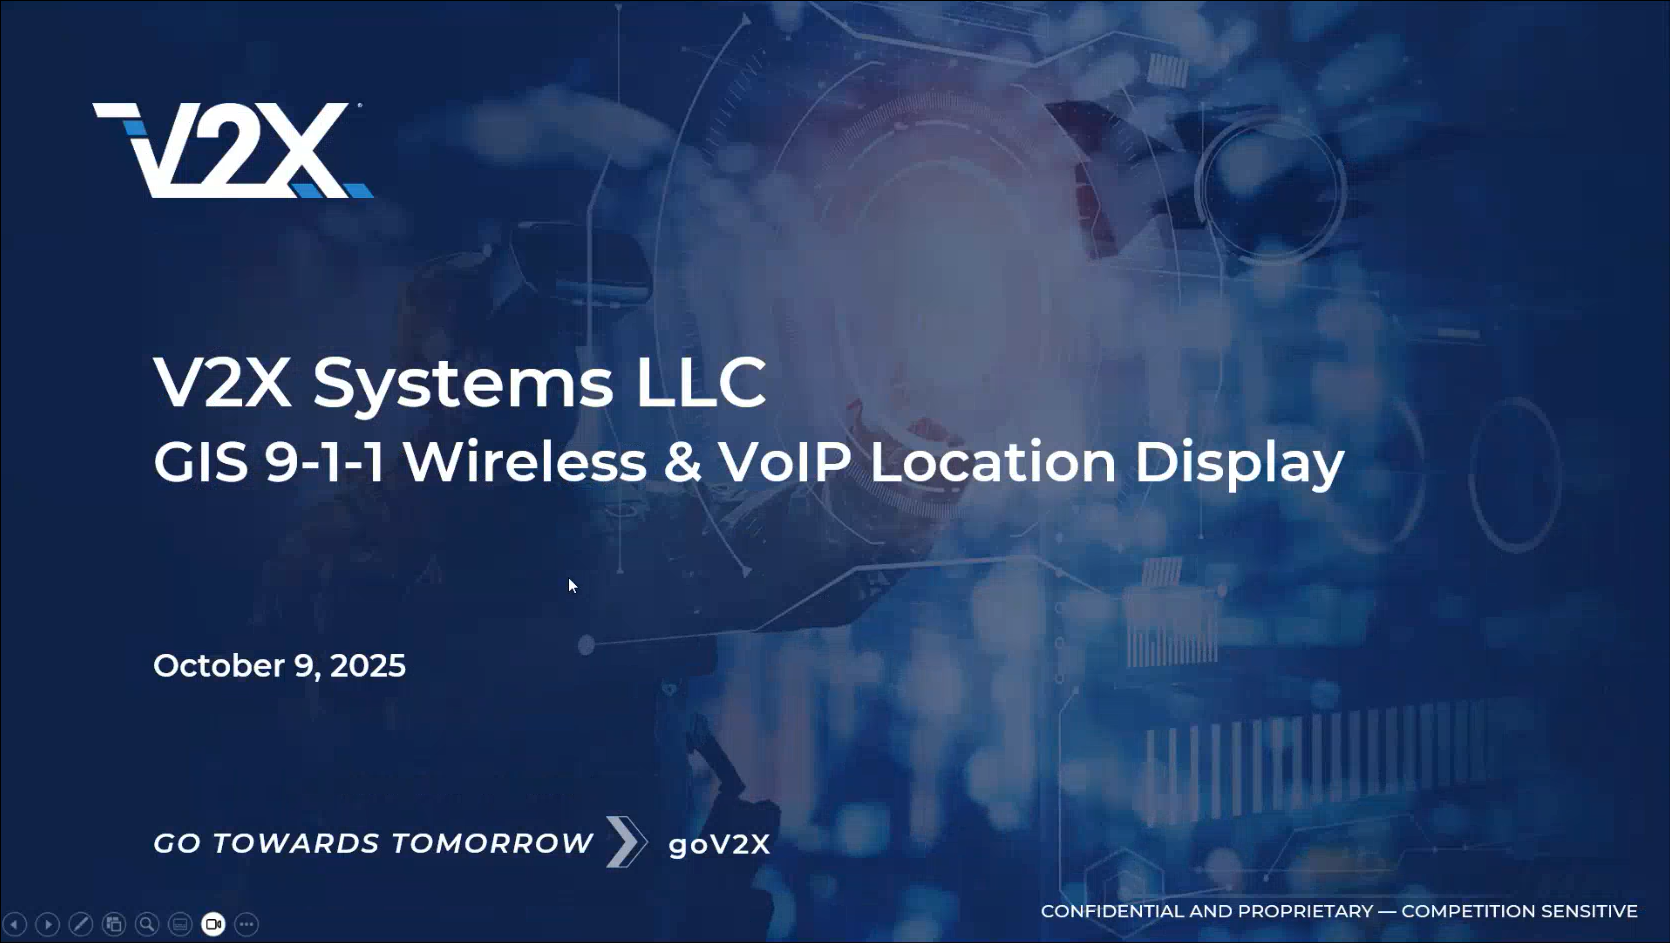 V2X
V2X Systems LLC
GIS 9-1-1 Wireless & VoIP Location Display
October 9, 2025
GO TOWARDS TOMORROW goV2X
CONFIDENTIAL AND PROPRIETARY — COMPETITION SENSITIVE